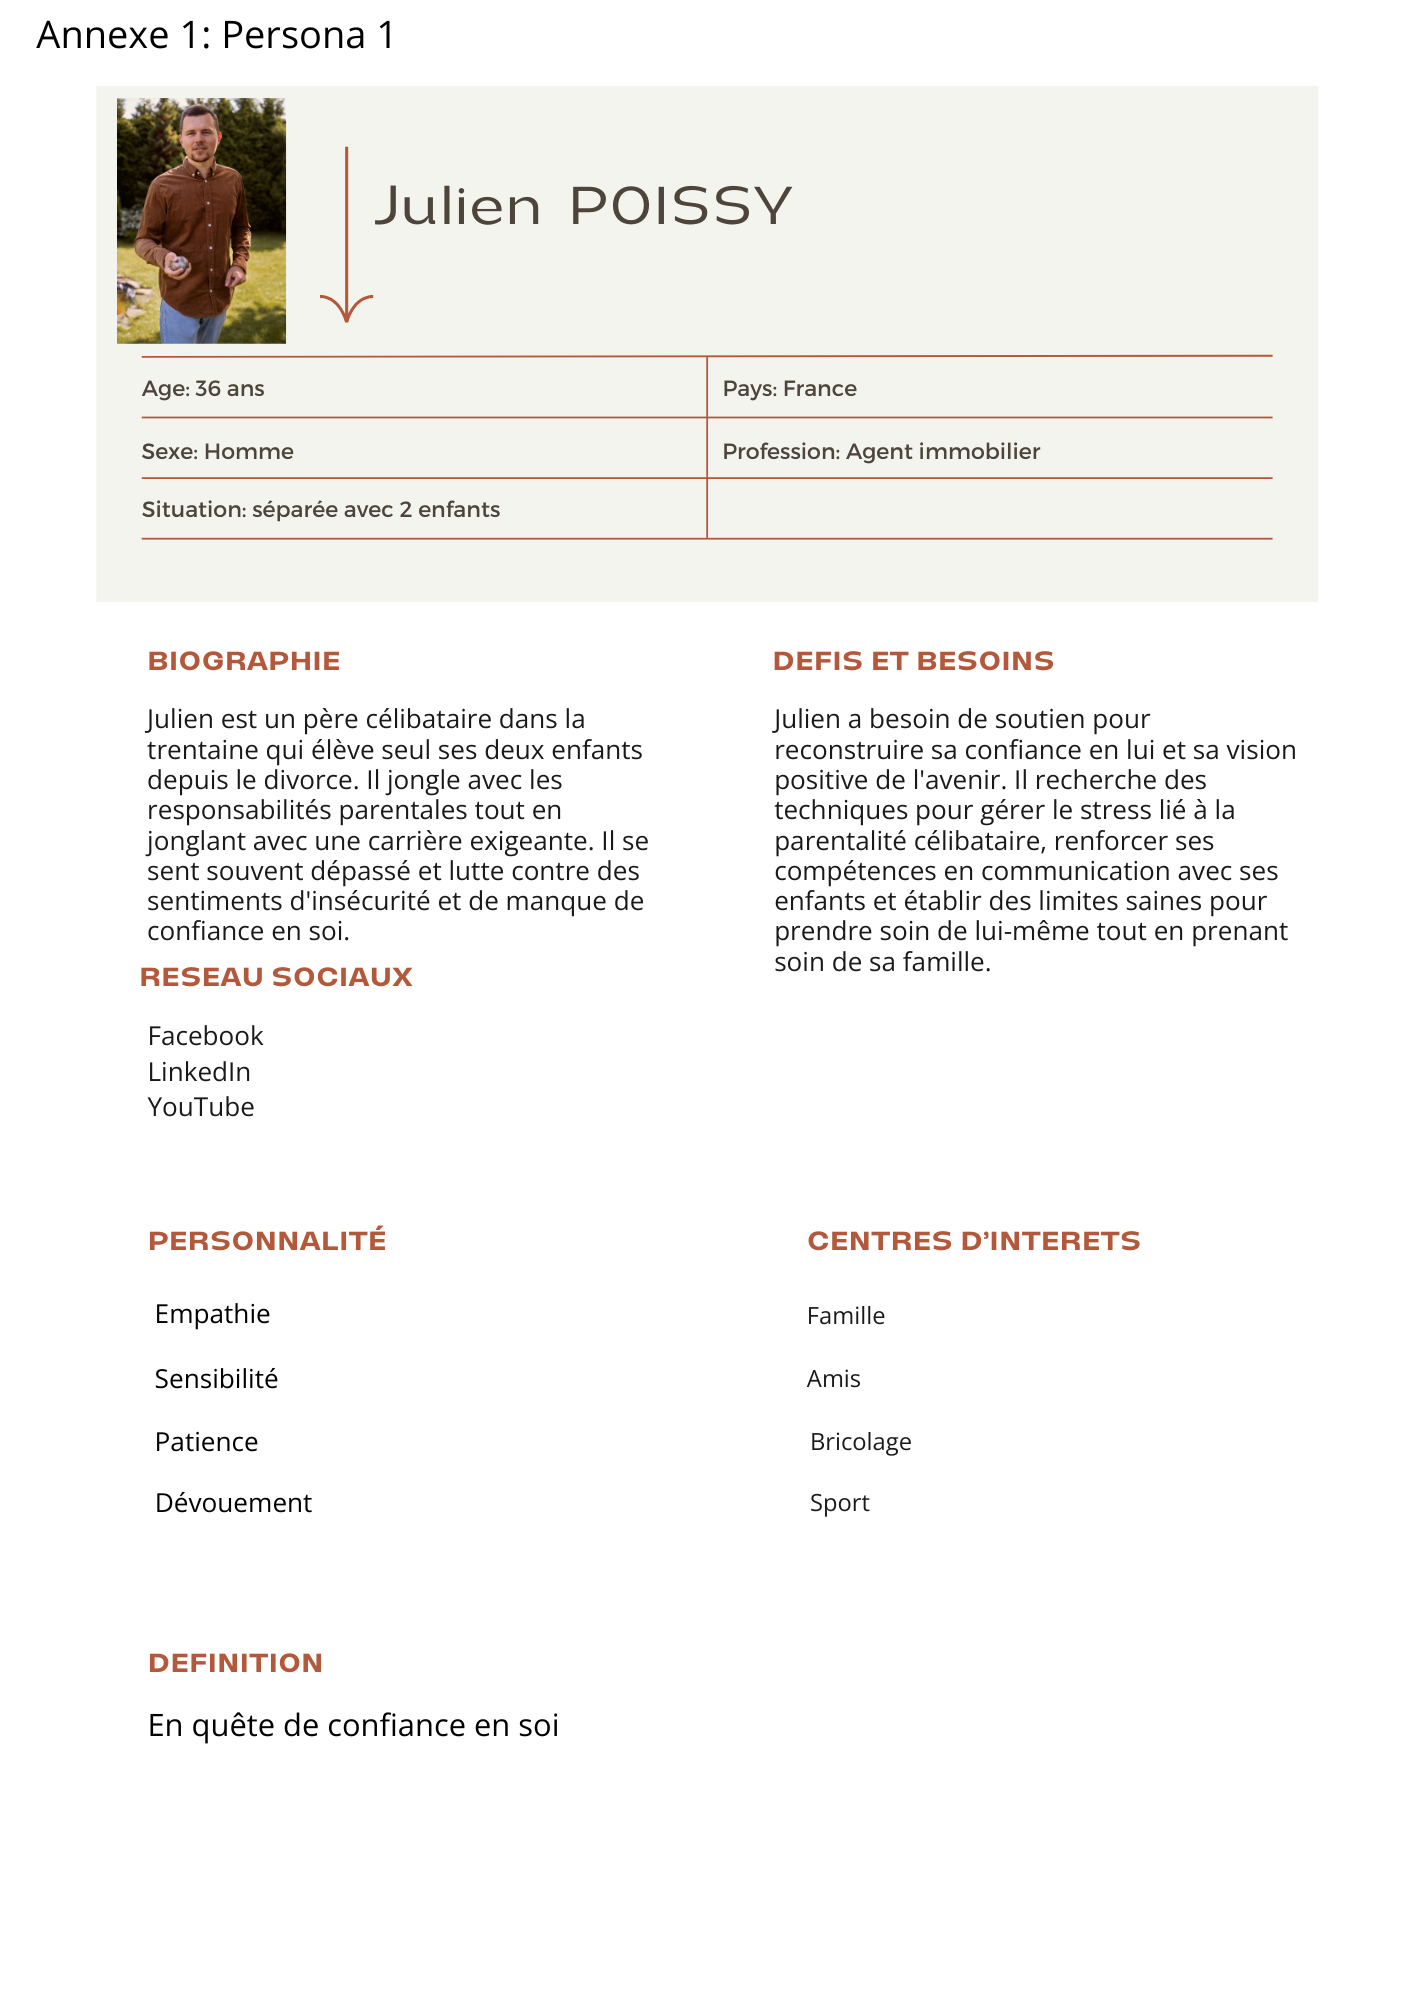 Annexe 1: Persona 1
Julien POISSY
Age: 36 ans
Pays: France
Sexe: Homme
Profession: Agent immobilier
Situation: séparée avec 2 enfants
BIOGRAPHIE
Julien est un père célibataire dans la
trentaine qui élève seul ses deux enfants
depuis le divorce. Il jongle avec les
responsabilités parentales tout en
jonglant avec une carrière exigeante. Il se
sent souvent dépassé et lutte contre des
sentiments d'insécurité et de manque de
confiance en soi.
RESEAU SOCIAUX
Facebook
LinkedIn
YouTube
DEFIS ET BESOINS
Julien a besoin de soutien pour
reconstruire sa confiance en lui et sa vision
positive de l'avenir. Il recherche des
techniques pour gérer le stress lié à la
parentalité célibataire, renforcer ses
compétences en communication avec ses
enfants et établir des limites saines pour
prendre soin de lui-même tout en prenant
soin de sa famille.
PERSONNALITÉ
Empathie
Sensibilité
Patience
Dévouement
CENTRES D’INTERETS
Famille
Amis
Bricolage
Sport
DEFINITION
En quête de confiance en soi